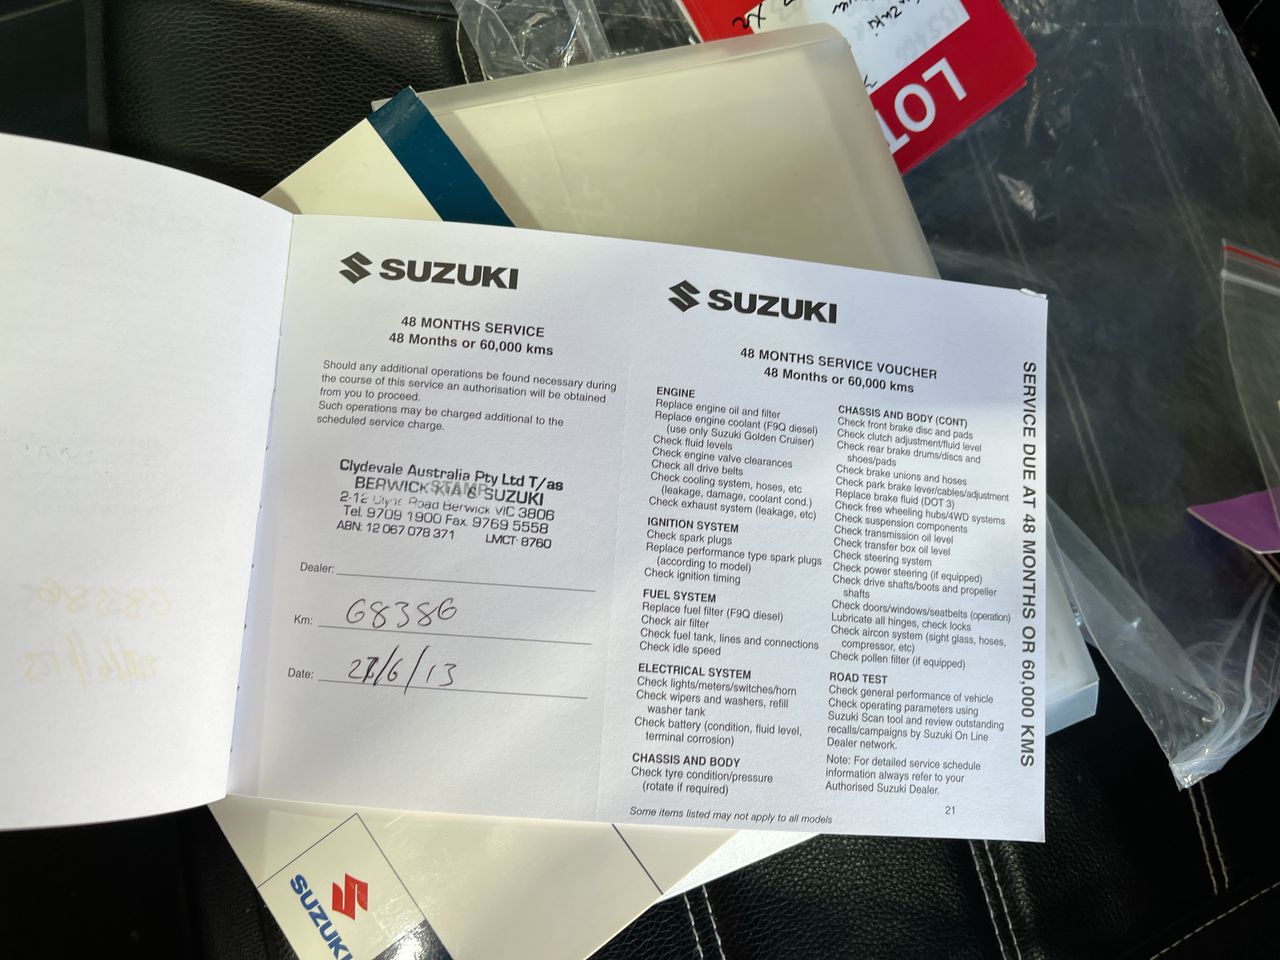 LOT
SUZUKI
48 MONTHS SERVICE
48 Months or 60,000 kms
Should any additional operations be found necessary during
the course of this service an authorisation will be obtained
from you to proceed.
Such operations may be charged additional to the
scheduled service charge.
STAMP
Clydevale Australia Pty Ltd T/as
BERWICK KIA & SUZUKI
2-12 Clyde Road Berwick VIC 3806
Tel: 9709 1900 Fax: 9769 5558
ABN: 12 067 078 371 LMCT: 8760
Dealer:
Km: 68386
Date: /6/13
SUZUKI
48 MONTHS SERVICE VOUCHER
48 Months or 60,000 kms
ENGINE
Replace engine oil and filter
Replace engine coolant (F9Q diesel)
(use only Suzuki Golden Cruiser)
Check fluid levels
Check engine valve clearances
Check all drive belts
Check cooling system, hoses, etc
(leakage, damage, coolant cond.)
Check exhaust system (leakage, etc)
IGNITION SYSTEM
Check spark plugs
Replace performance type spark plugs
(according to model)
Check ignition timing
FUEL SYSTEM
Replace fuel filter (F9Q diesel)
Check air filter
Check fuel tank, lines and connections
Check idle speed
ELECTRICAL SYSTEM
Check lights/meters/switches/horn
Check wipers and washers, refill
washer tank
Check battery (condition, fluid level,
terminal corrosion)
CHASSIS AND BODY
Check tyre condition/pressure
(rotate if required)
CHASSIS AND BODY (CONT)
Check front brake disc and pads
Check clutch adjustment/fluid level
Check rear brake drums/discs and
shoes/pads
Check brake unions and hoses
Check park brake lever/cables/adjustment
Replace brake fluid (DOT 3)
Check free wheeling hubs/4WD systems
Check suspension components
Check transmission oil level
Check transfer box oil level
Check steering system
Check power steering (if equipped)
Check drive shafts/boots and propeller
shafts
Check doors/windows/seatbelts (operation)
Lubricate all hinges, check locks
Check aircon system (sight glass, hoses,
compressor, etc)
Check pollen filter (if equipped)
ROAD TEST
Check general performance of vehicle
Check operating parameters using
Suzuki Scan tool and review outstanding
recalls/campaigns by Suzuki On Line
Dealer network.
Note: For detailed service schedule
information always refer to your
Authorised Suzuki Dealer.
21
Some items listed may not apply to all models
SERVICE DUE AT 48 MONTHS OR 60,000 KMS
SUZUKI